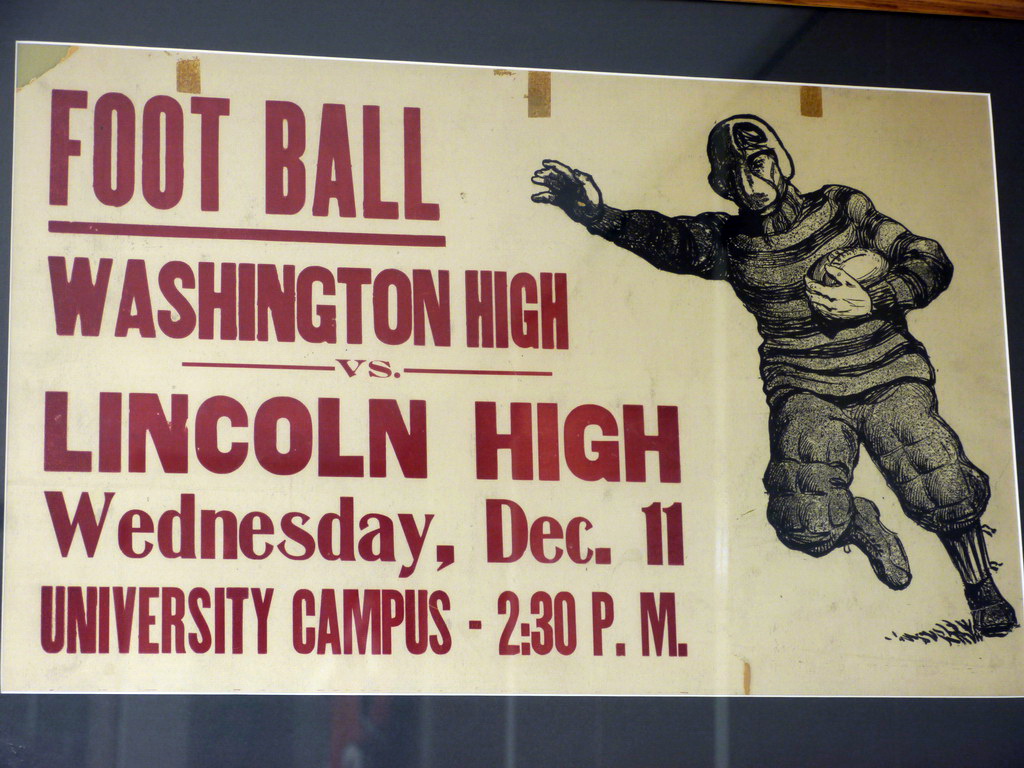 FOOT BALL
WASHINGTON HIGH
VS.
LINCOLN HIGH
Wednesday, Dec. 11
UNIVERSITY CAMPUS - 2:30 P. M.